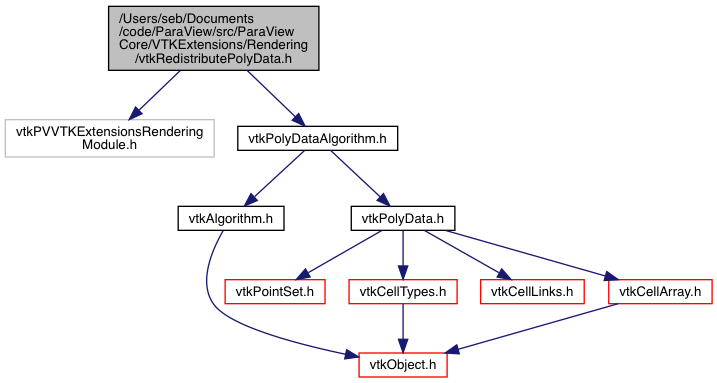 /Users/seb/Documents
/code/ParaView/src/ParaView
Core/VTKExtensions/Rendering
/vtkRedistributePolyData.h
vtkPVVTKExtensionsRendering
Module.h
vtkPolyDataAlgorithm.h
vtkAlgorithm.h
vtkPolyData.h
vtkPointSet.h
vtkCellTypes.h
vtkCellLinks.h
vtkCellArray.h
vtkObject.h